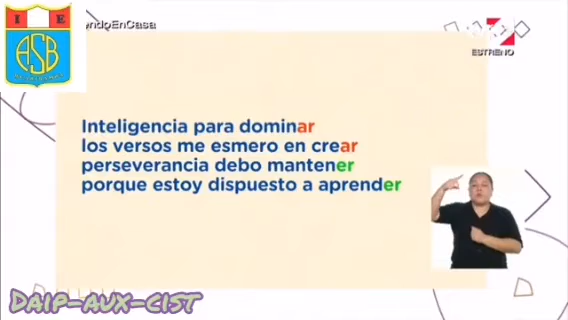 I E
ASB
endoEnCasa
ESTRENO
Inteligencia para dominar
los versos me esmero en crear
perseverancia debo mantener
porque estoy dispuesto a aprender
DAIP-AUX-CIST